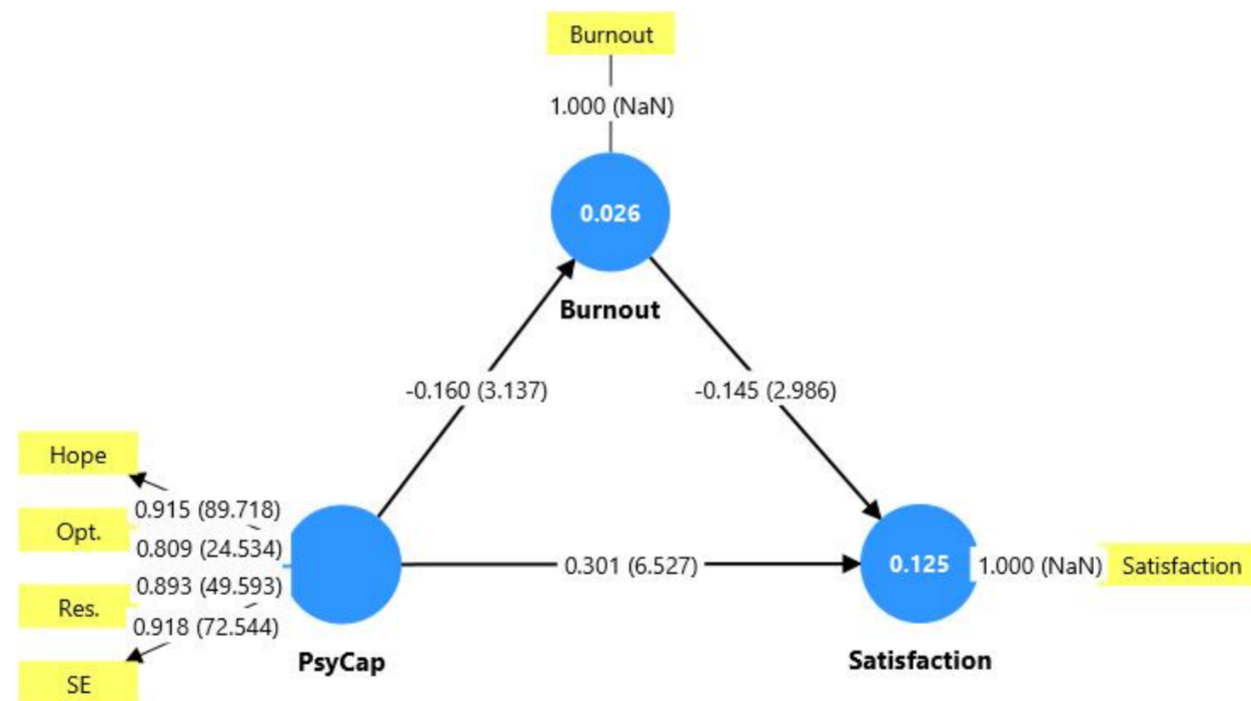 Burnout
1.000 (NaN)
0.026
Burnout
-0.160 (3.137)
-0.145 (2.986)
Hope
0.915 (89.718)
Opt.
0.809 (24.534)
0.893 (49.593)
Res.
0.918 (72.544)
SE
PsyCap
0.301 (6.527)
0.125
1.000 (NaN)
Satisfaction
Satisfaction